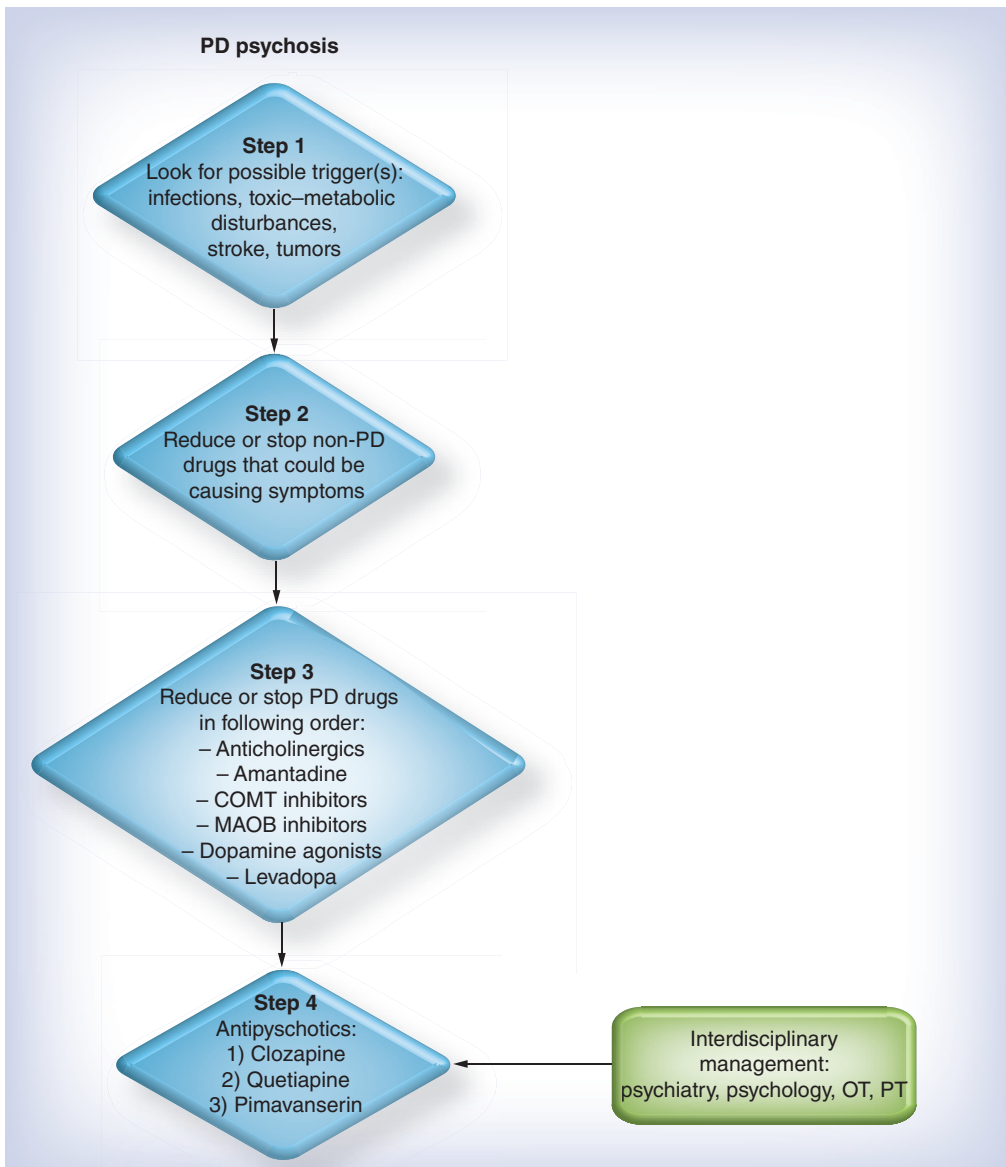 PD psychosis
Step 1
Look for possible trigger(s):
infections, toxic–metabolic
disturbances,
stroke, tumors
Step 2
Reduce or stop non-PD
drugs that could be
causing symptoms
Step 3
Reduce or stop PD drugs
in following order:
– Anticholinergics
– Amantadine
– COMT inhibitors
– MAOB inhibitors
– Dopamine agonists
– Levadopa
Step 4
Antipyschotics:
1) Clozapine
2) Quetiapine
3) Pimavanserin
Interdisciplinary
management:
psychiatry, psychology, OT, PT